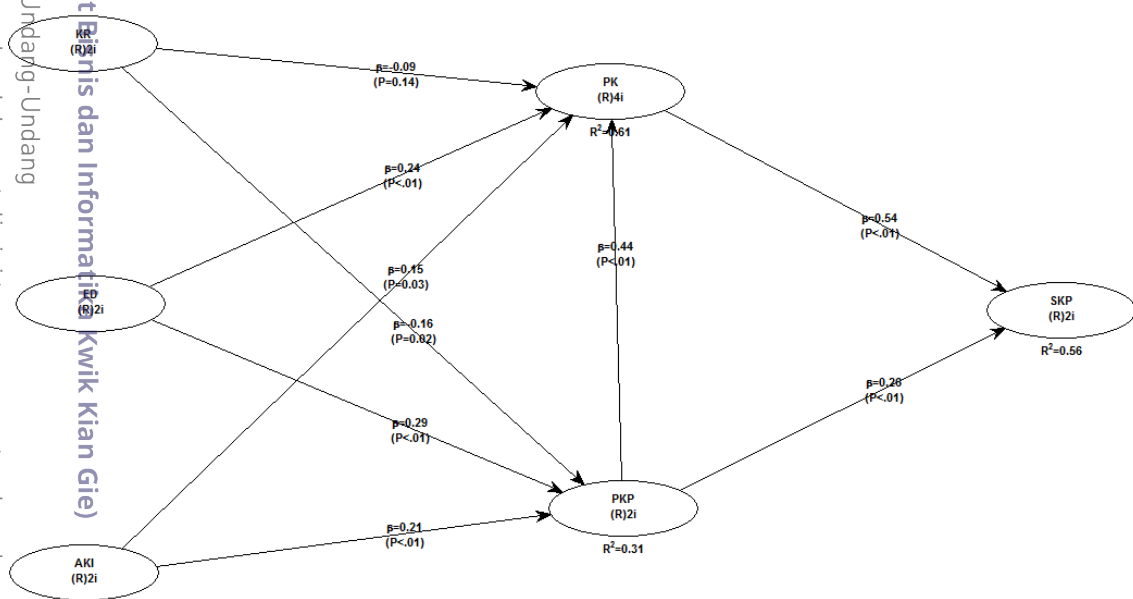 t Bisnis dan Informatika Kwik Kian Gie)
Undang-Undang
KR
(R)2i
β=-0.09
(P=0.14)
PK
(R)4i
R²=0.61
β=0.24
(P<.01)
β=0.54
(P<.01)
β=0.44
(P<.01)
β=0.15
(P=0.03)
ED
(R)2i
SKP
(R)2i
R²=0.56
β=-0.16
(P=0.02)
β=0.26
(P<.01)
β=0.29
(P<.01)
PKP
(R)2i
R²=0.31
β=0.21
(P<.01)
AKI
(R)2i